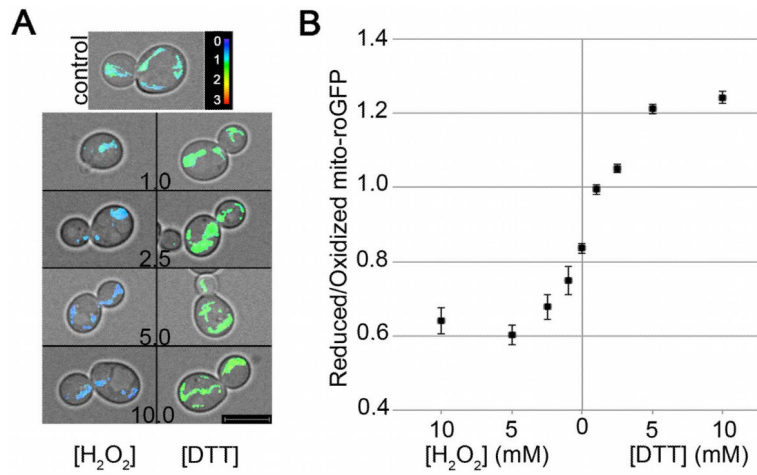 A
control
0
1
2
3
1.0
2.5
5.0
10.0
[H₂O₂] [DTT]
B
Reduced/Oxidized mito-roGFP
1.4
1.2
1.0
0.8
0.6
0.4
10 5 0 5 10
[H₂O₂] (mM) [DTT] (mM)